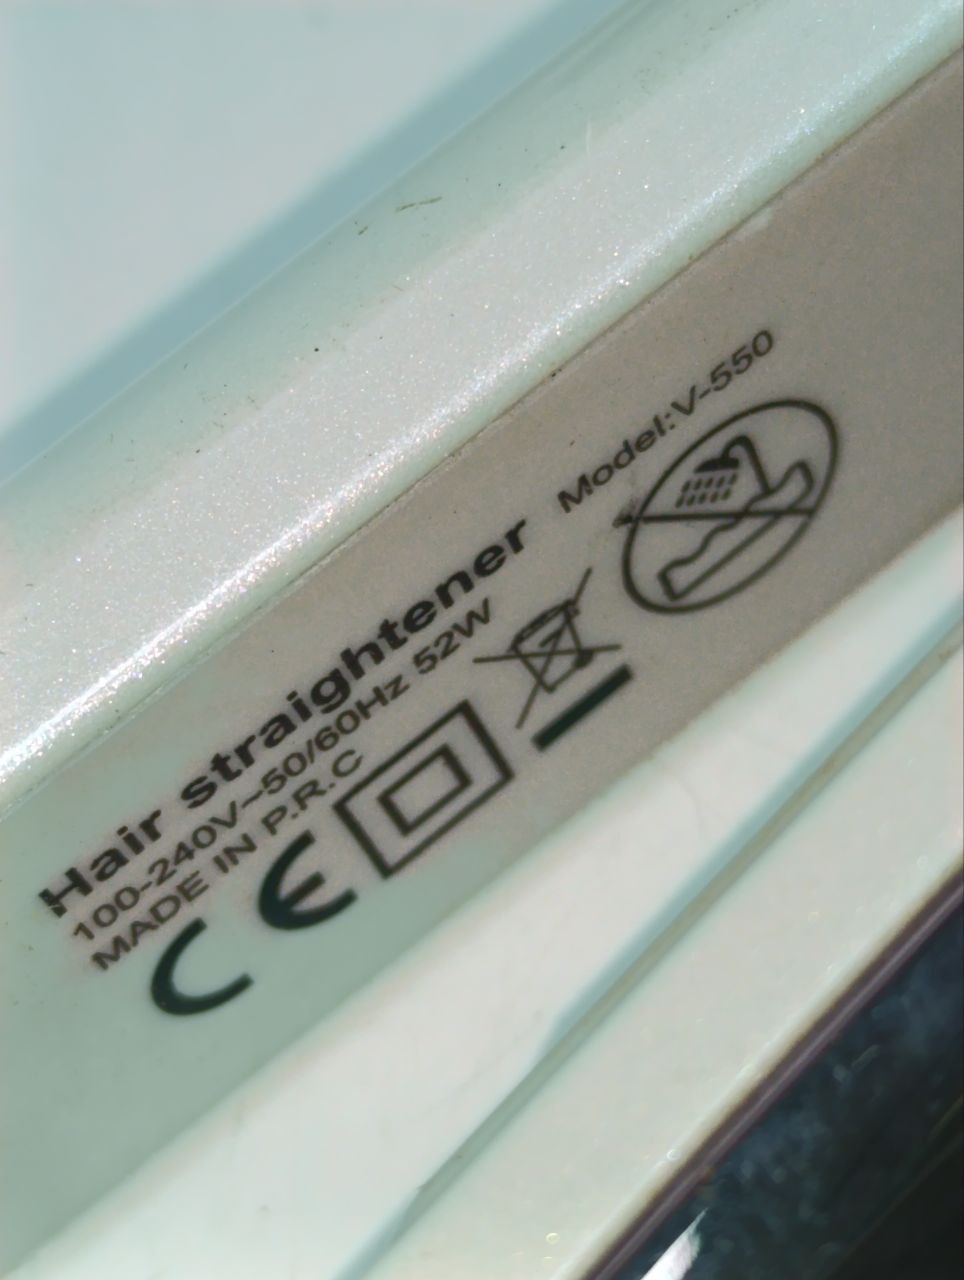 Hair straightener Model:V-550
100-240V~50/60Hz 52W
MADE IN P.R.C
CE